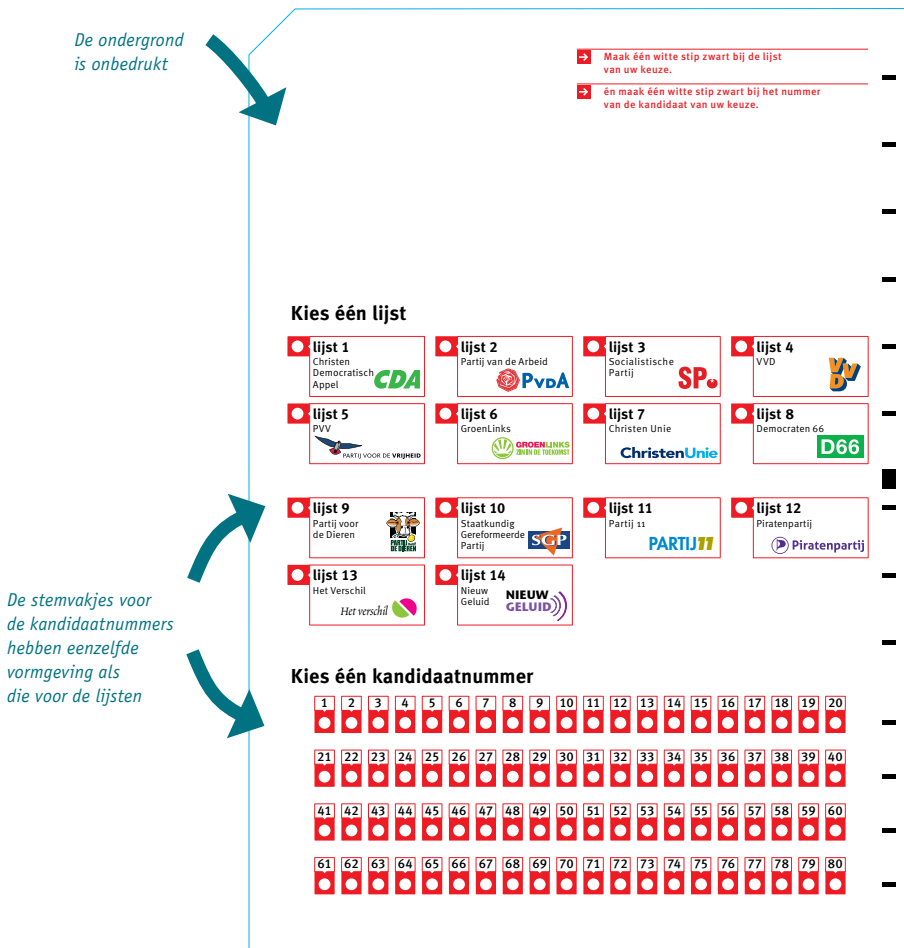 De ondergrond
is onbedrukt
Maak één witte stip zwart bij de lijst
van uw keuze.
én maak één witte stip zwart bij het nummer
van de kandidaat van uw keuze.
Kies één lijst
lijst 1
Christen
Democratisch
Appel
CDA
lijst 2
Partij van de Arbeid
PvdA
lijst 3
Socialistische
Partij
SP
lijst 4
VVD
VVD
lijst 5
PVV
PARTIJ VOOR DE VRIJHEID
lijst 6
GroenLinks
GROENLINKS
ZIN IN DE TOEKOMST
lijst 7
Christen Unie
ChristenUnie
lijst 8
Democraten 66
D66
lijst 9
Partij voor
de Dieren
PARTIJ
VOOR
DE DIEREN
lijst 10
Staatkundig
Gereformeerde
Partij
SGP
lijst 11
Partij 11
PARTIJ11
lijst 12
Piratenpartij
Piratenpartij
lijst 13
Het Verschil
Het verschil
lijst 14
Nieuw
Geluid
NIEUW
GELUID
De stemvakjes voor
de kandidaatnummers
hebben eenzelfde
vormgeving als
die voor de lijsten
Kies één kandidaatnummer
1 2 3 4 5 6 7 8 9 10 11 12 13 14 15 16 17 18 19 20
21 22 23 24 25 26 27 28 29 30 31 32 33 34 35 36 37 38 39 40
41 42 43 44 45 46 47 48 49 50 51 52 53 54 55 56 57 58 59 60
61 62 63 64 65 66 67 68 69 70 71 72 73 74 75 76 77 78 79 80